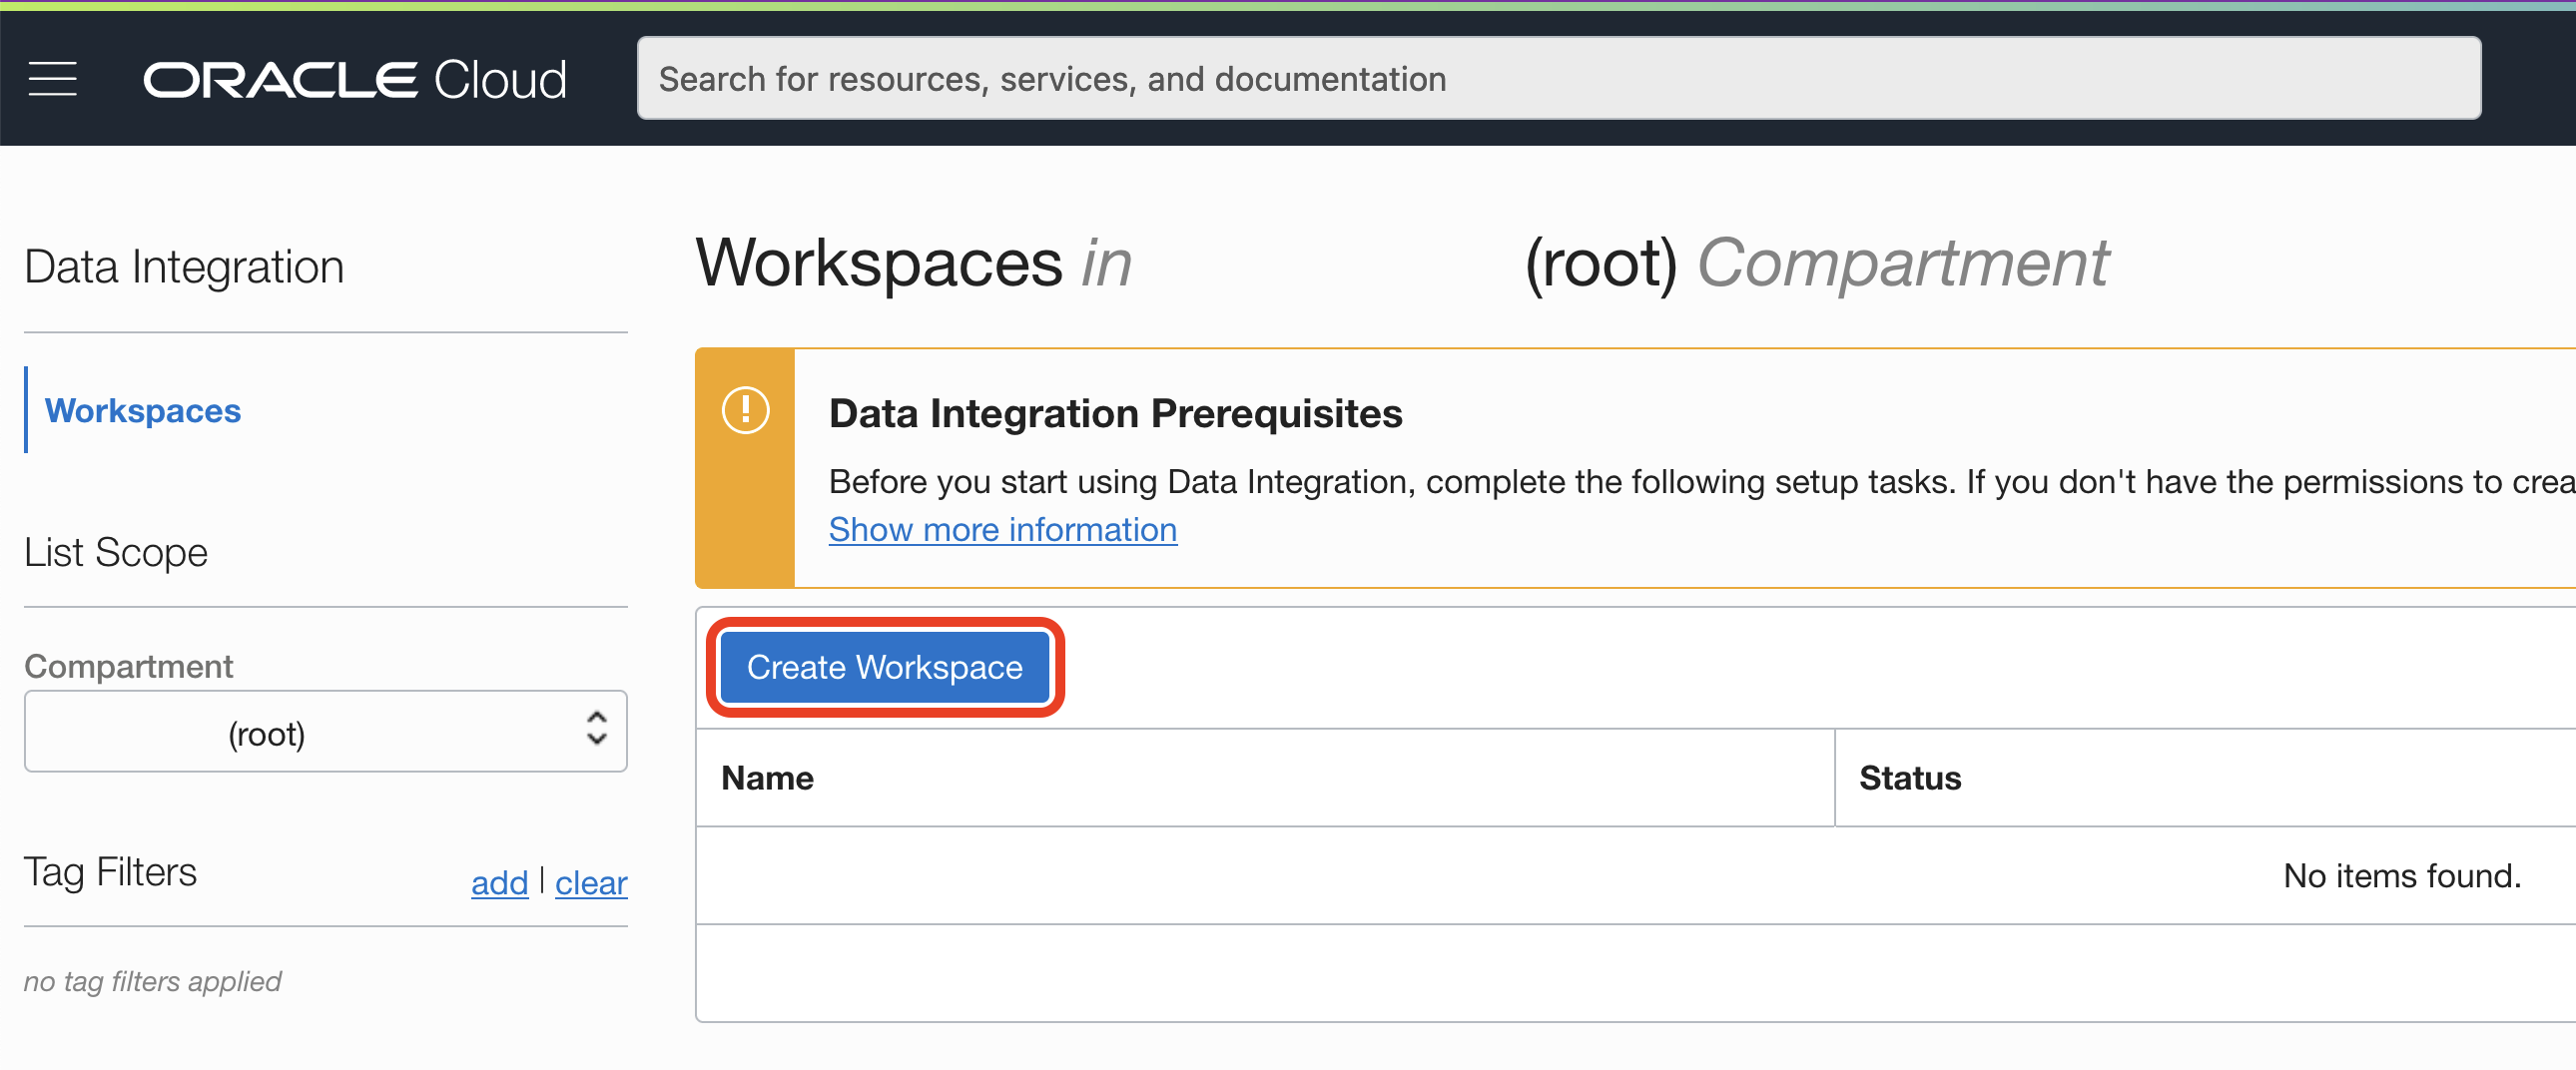 ORACLE Cloud
Search for resources, services, and documentation
Data Integration
Workspaces
List Scope
Compartment
(root)
Tag Filters
add | clear
no tag filters applied
Workspaces in (root) Compartment
Data Integration Prerequisites
Before you start using Data Integration, complete the following setup tasks. If you don't have the permissions to crea
Show more information
Create Workspace
Name Status
No items found.